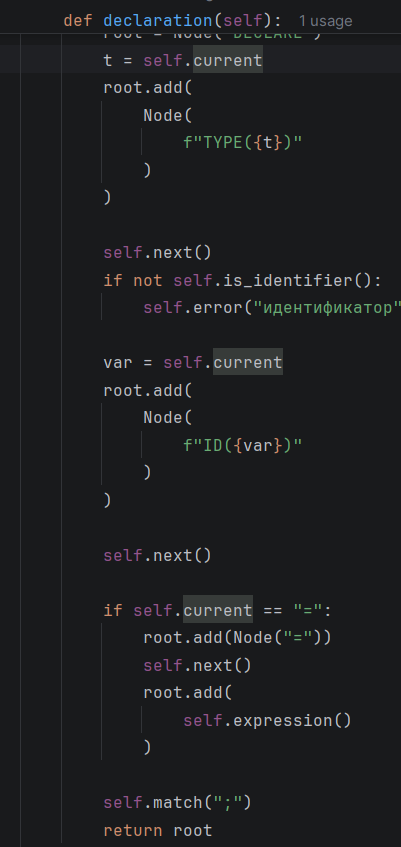 def declaration(self): 1 usage
root = Node("DECLARE")
t = self.current
root.add(
Node(
f"TYPE({t})"
)
)
self.next()
if not self.is_identifier():
self.error("идентификатор"
var = self.current
root.add(
Node(
f"ID({var})"
)
)
self.next()
if self.current == "=":
root.add(Node("="))
self.next()
root.add(
self.expression()
)
self.match(";")
return root